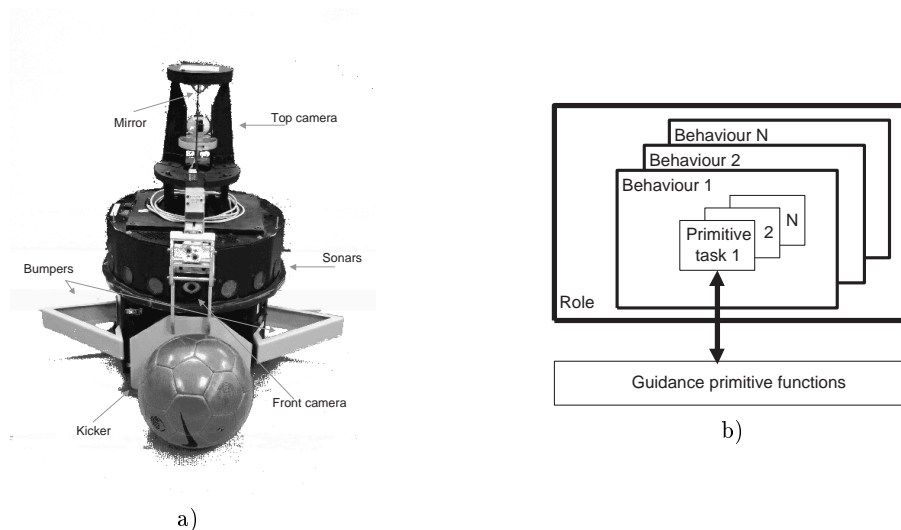 Mirror
Top camera
Bumpers
Sonars
Front camera
Kicker
a)
Behaviour N
Behaviour 2
Behaviour 1
N
2
Primitive
task 1
Role
Guidance primitive functions
b)